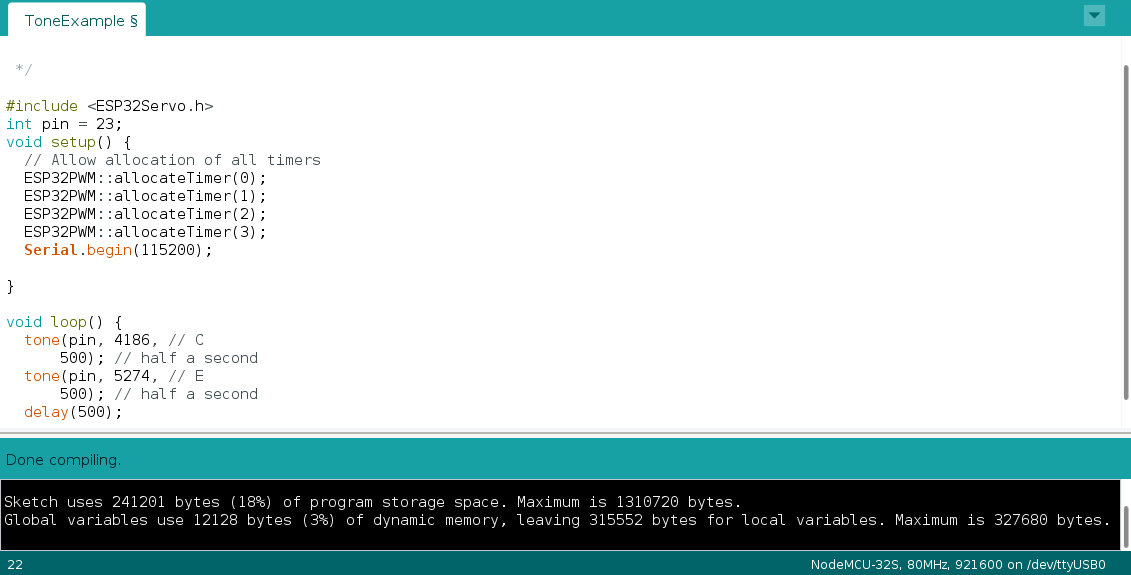 ToneExample §
 */
#include <ESP32Servo.h>
int pin = 23;
void setup() {
  // Allow allocation of all timers
  ESP32PWM::allocateTimer(0);
  ESP32PWM::allocateTimer(1);
  ESP32PWM::allocateTimer(2);
  ESP32PWM::allocateTimer(3);
  Serial.begin(115200);
}
void loop() {
  tone(pin, 4186, // C
      500); // half a second
  tone(pin, 5274, // E
      500); // half a second
  delay(500);
Done compiling.
Sketch uses 241201 bytes (18%) of program storage space. Maximum is 1310720 bytes.
Global variables use 12128 bytes (3%) of dynamic memory, leaving 315552 bytes for local variables. Maximum is 327680 bytes.
22 NodeMCU-32S, 80MHz, 921600 on /dev/ttyUSB0